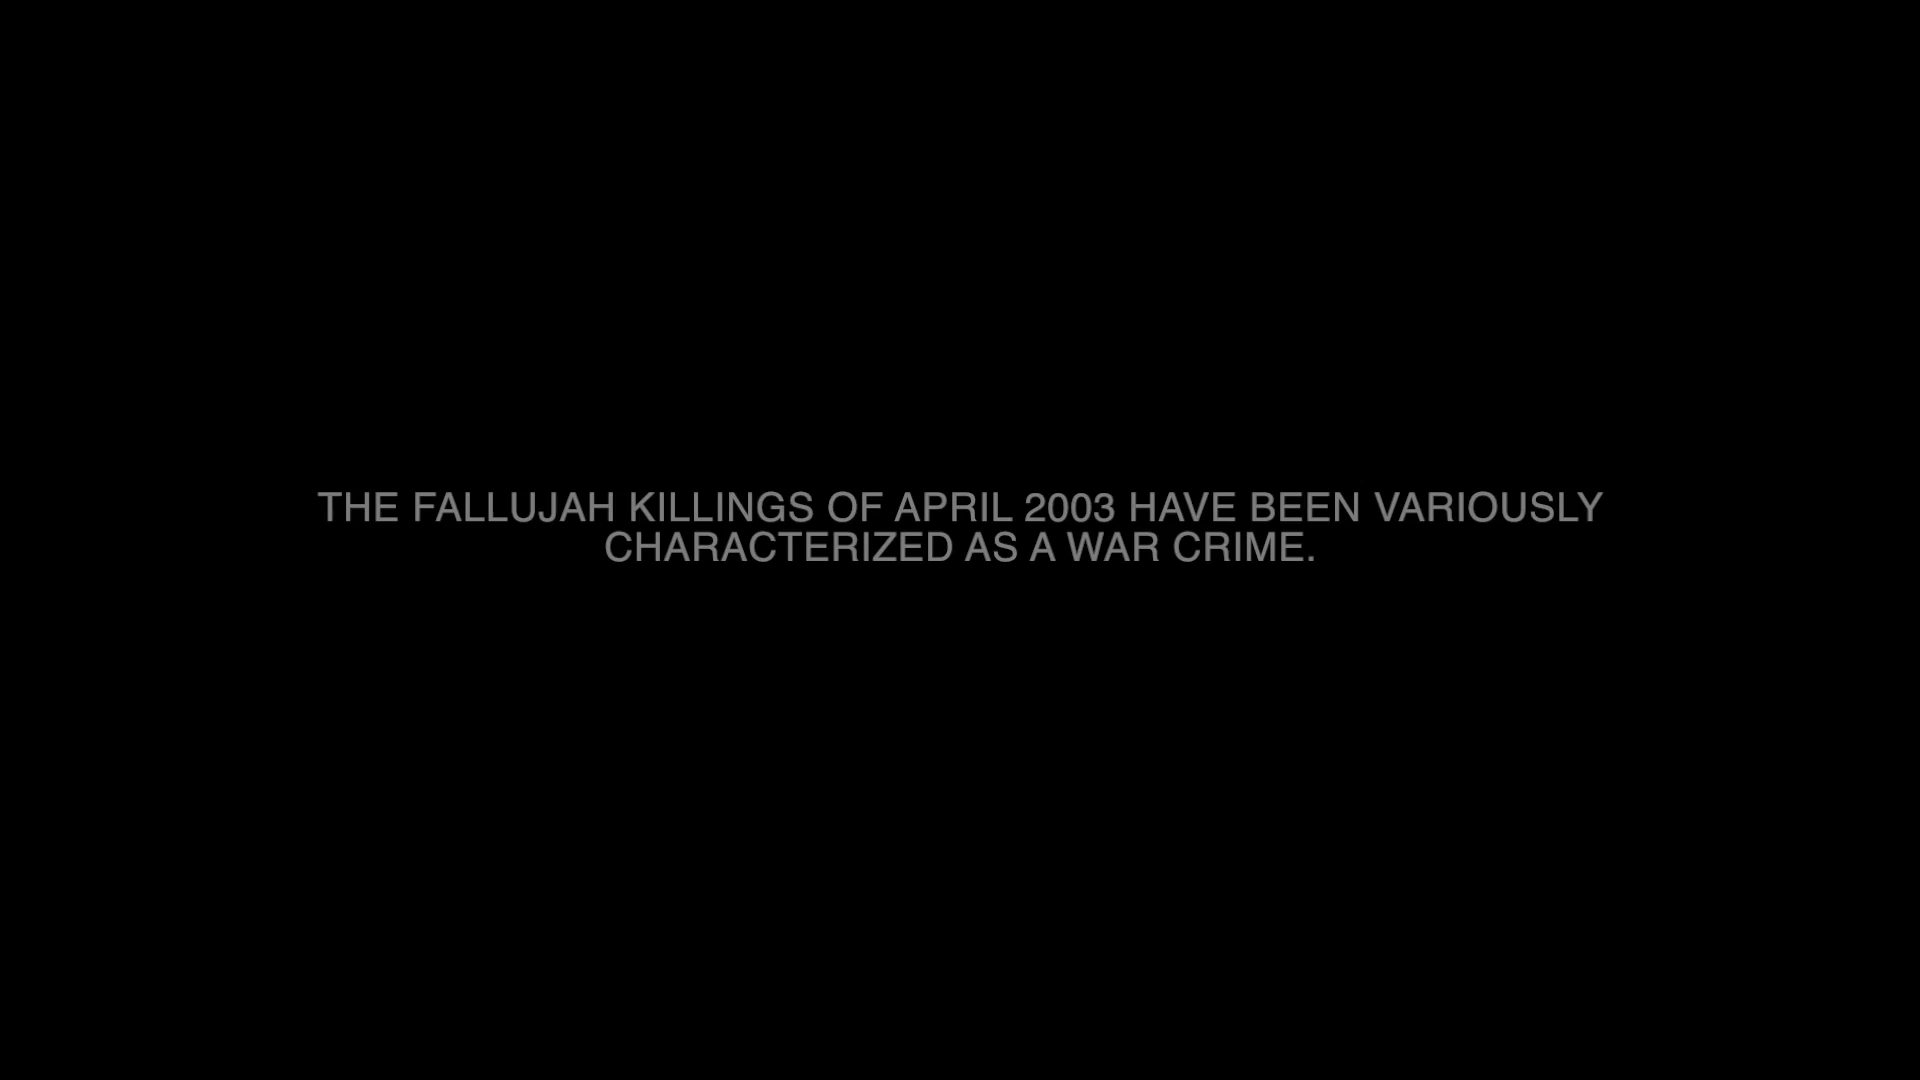 THE FALLUJAH KILLINGS OF APRIL 2003 HAVE BEEN VARIOUSLY
CHARACTERIZED AS A WAR CRIME.